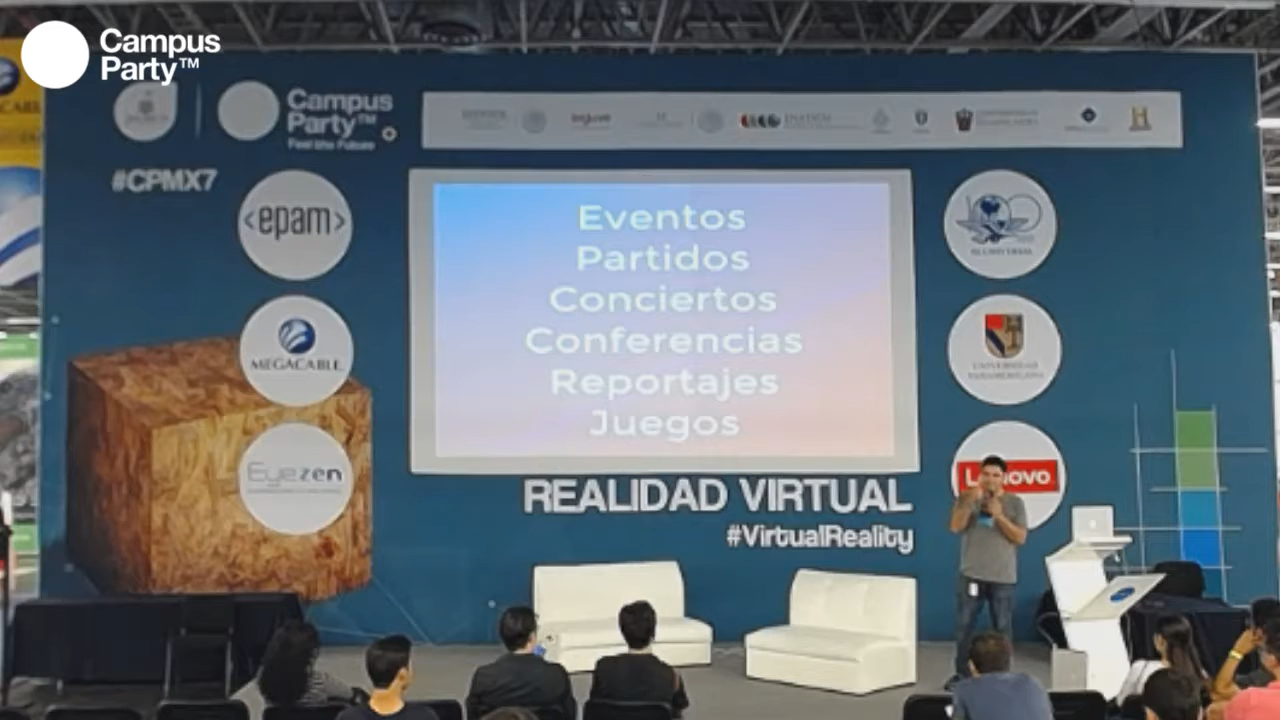 Campus
Party™
Campus
Party™
Feel the Future
#CPMX7
<epam>
MEGACABLE
Eyezen
Eventos
Partidos
Conciertos
Conferencias
Reportajes
Juegos
REALIDAD VIRTUAL
#VirtualReality
UNIVERSIDAD
Lenovo